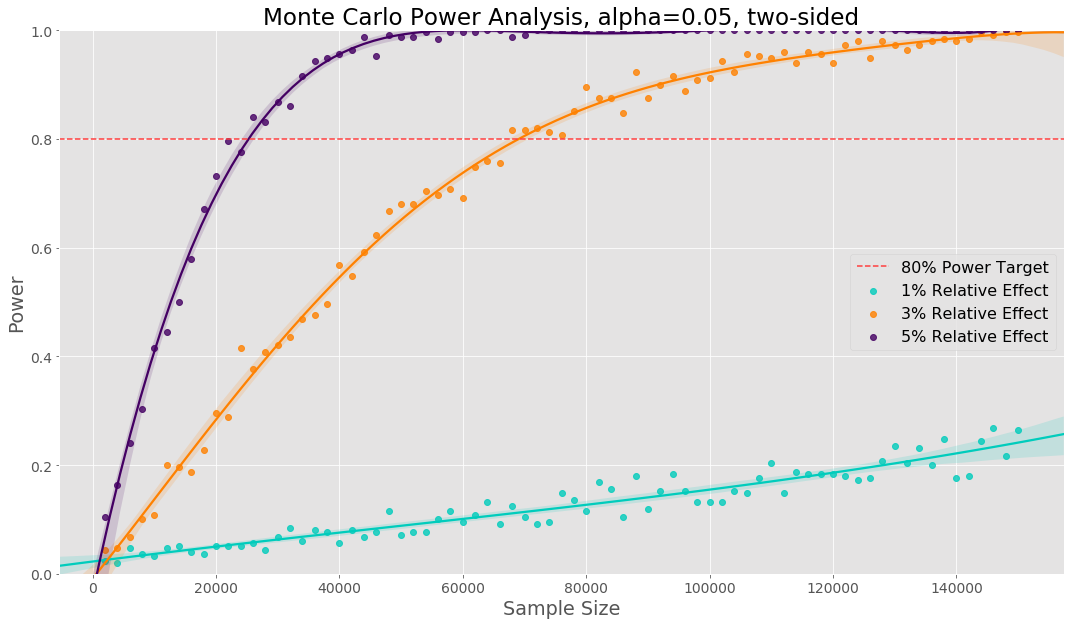 Monte Carlo Power Analysis, alpha=0.05, two-sided
1.0
0.8
0.6
0.4
0.2
0.0
Power
80% Power Target
1% Relative Effect
3% Relative Effect
5% Relative Effect
0 20000 40000 60000 80000 100000 120000 140000
Sample Size